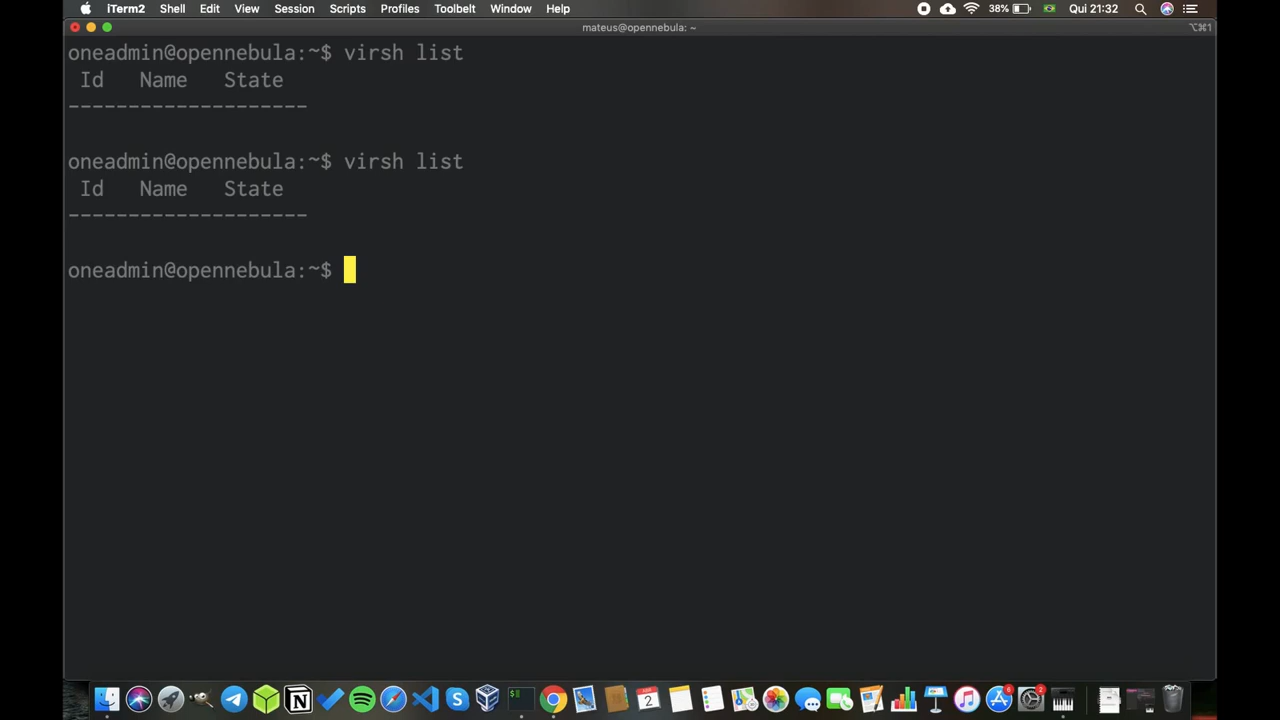 iTerm2 Shell Edit View Session Scripts Profiles Toolbelt Window Help 38% Qui 21:32
mateus@opennebula: ~ ⌥⌘1
oneadmin@opennebula:~$ virsh list
Id Name State
--------------------
oneadmin@opennebula:~$ virsh list
Id Name State
--------------------
oneadmin@opennebula:~$